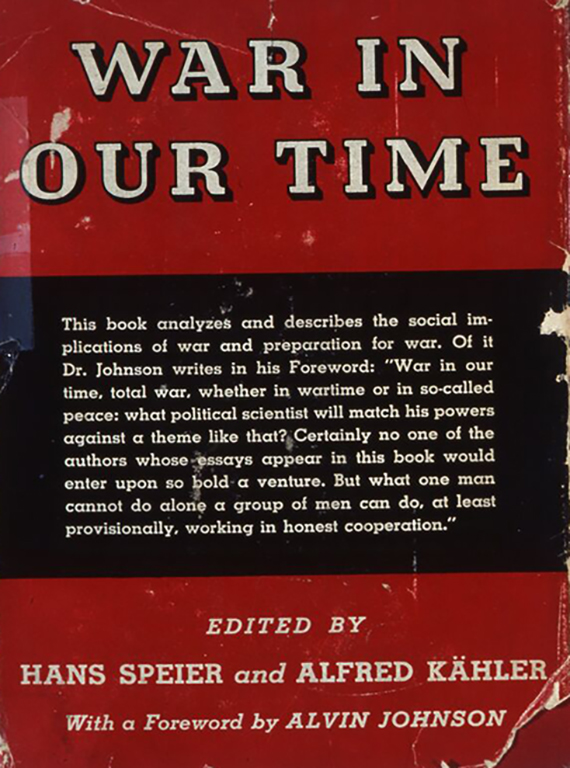 WAR IN
OUR TIME
This book analyzes and describes the social im-
plications of war and preparation for war. Of it
Dr. Johnson writes in his Foreword: "War in our
time, total war, whether in wartime or in so-called
peace: what political scientist will match his powers
against a theme like that? Certainly no one of the
authors whose essays appear in this book would
enter upon so bold a venture. But what one man
cannot do alone a group of men can do, at least
provisionally, working in honest cooperation."
EDITED BY
HANS SPEIER and ALFRED KÄHLER
With a Foreword by ALVIN JOHNSON